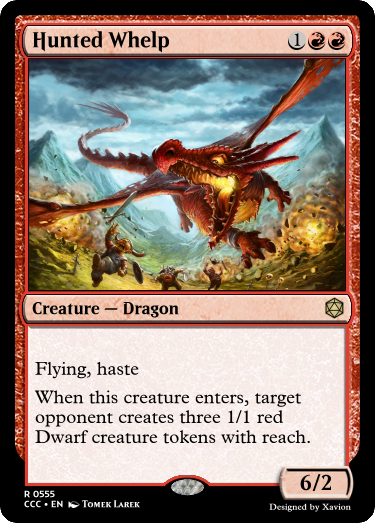 Hunted Whelp 1
Creature — Dragon
Flying, haste
When this creature enters, target
opponent creates three 1/1 red
Dwarf creature tokens with reach.
6/2
R 0555
CCC • EN Tomek Larek
Designed by Xavion